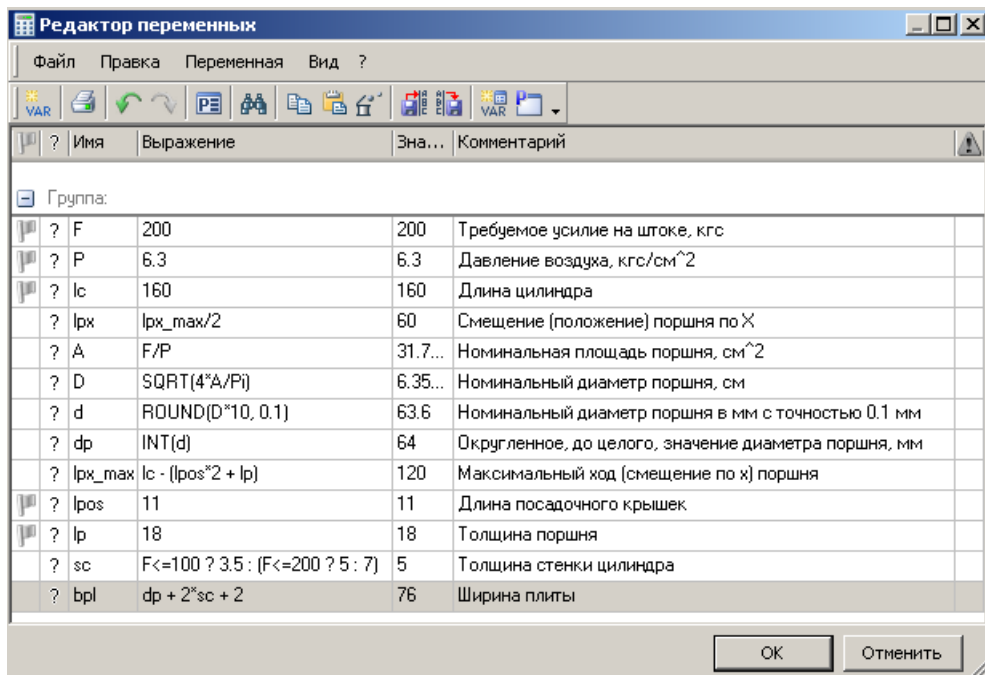 Редактор переменных
Файл Правка Переменная Вид ?
VAR PE VAR P
? Имя Выражение Зна... Комментарий
Группа:
? F 200 200 Требуемое усилие на штоке, кгс
? P 6.3 6.3 Давление воздуха, кгс/см^2
? lc 160 160 Длина цилиндра
? lpx lpx_max/2 60 Смещение (положение) поршня по X
? A F/P 31.7... Номинальная площадь поршня, см^2
? D SQRT(4*A/Pi) 6.35... Номинальный диаметр поршня, см
? d ROUND(D*10, 0.1) 63.6 Номинальный диаметр поршня в мм с точностью 0.1 мм
? dp INT(d) 64 Округленное, до целого, значение диаметра поршня, мм
? lpx_max lc - (lpos*2 + lp) 120 Максимальный ход (смещение по x) поршня
? lpos 11 11 Длина посадочного крышек
? lp 18 18 Толщина поршня
? sc F<=100 ? 3.5 : (F<=200 ? 5 : 7) 5 Толщина стенки цилиндра
? bpl dp + 2*sc + 2 76 Ширина плиты
OK Отменить